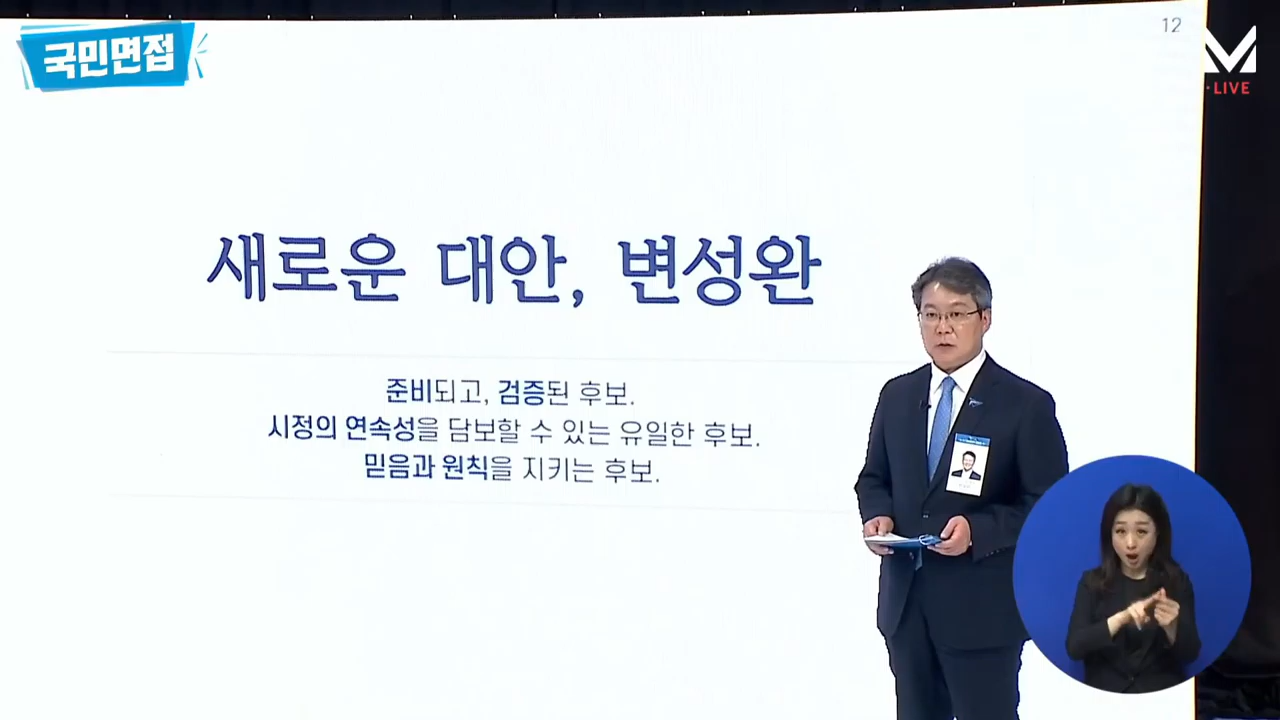 국민면접
12
M
LIVE
새로운 대안, 변성완
준비되고, 검증된 후보.
시정의 연속성을 담보할 수 있는 유일한 후보.
믿음과 원칙을 지키는 후보.